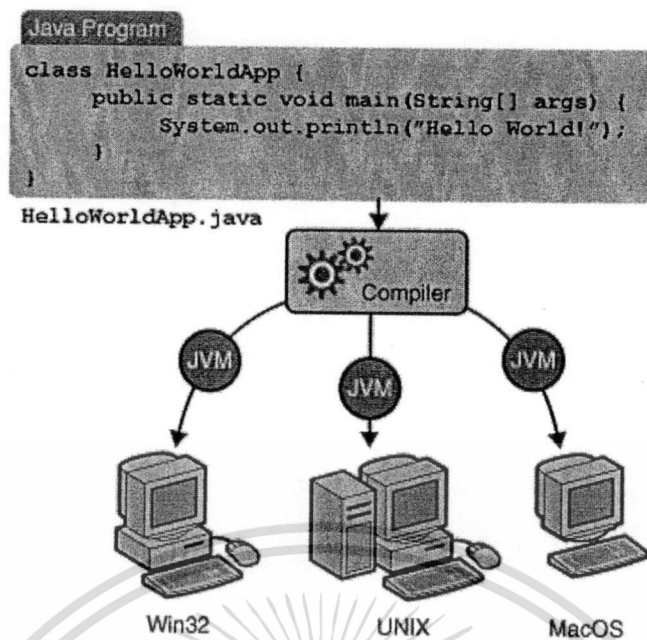 Java Program
class HelloWorldApp {
public static void main(String[] args) {
System.out.println("Hello World!");
}
}
HelloWorldApp.java
Compiler
JVM
JVM
JVM
Win32
UNIX
MacOS